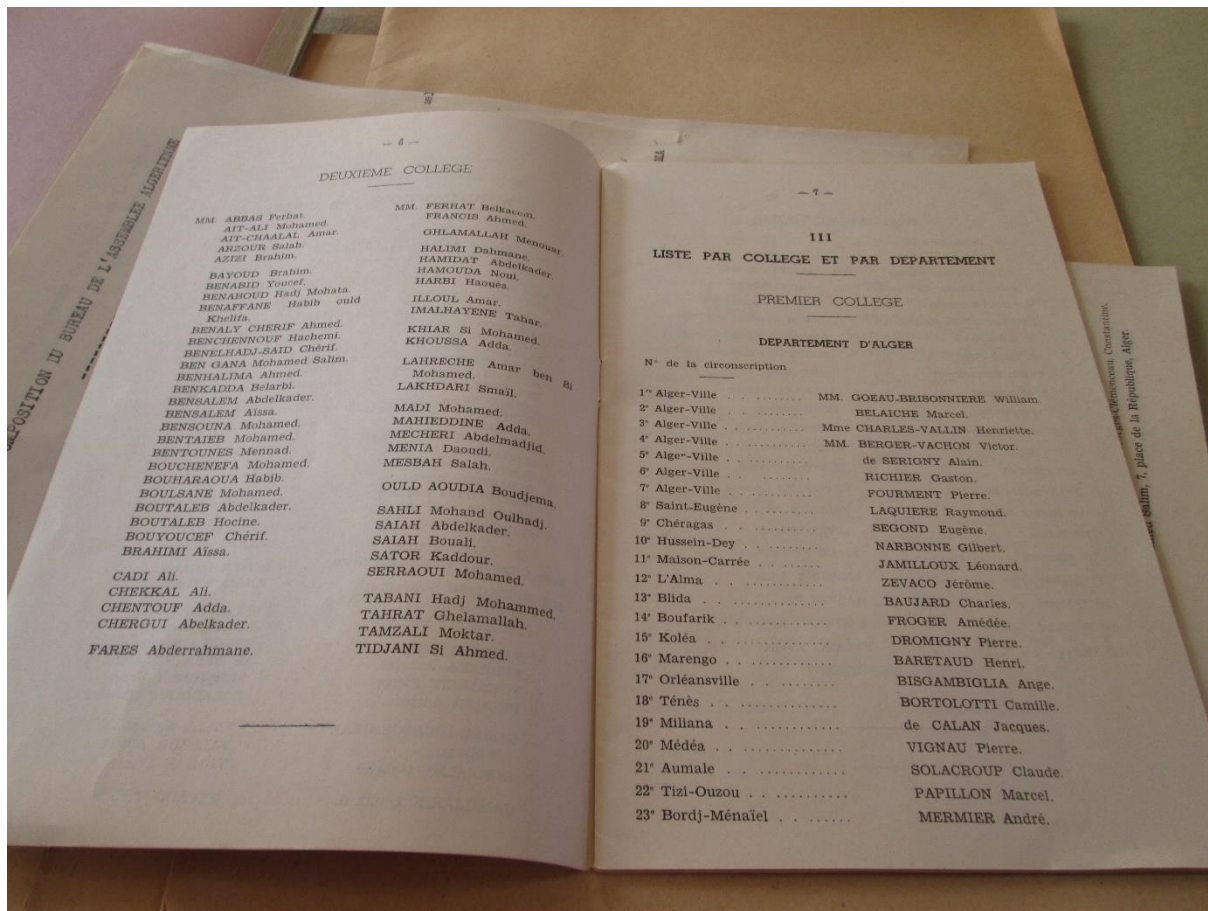 COMPOSITION DU BUREAU DE L'ASSEMBLEE ALGERIENNE
— 6 —
DEUXIEME COLLEGE
MM. ABBAS Ferhat.
AIT-ALI Mohamed.
AIT-CHAALAL Amar.
ARZOUR Salah.
AZIZI Brahim.
BAYOUD Brahim.
BENABID Youcef.
BENABOUD Hadj Mohata.
BENAFFANE Habib ould
Khelifa.
BENALY CHERIF Ahmed.
BENCHENNOUF Hachemi.
BENELHADJ-SAID Chérif.
BEN GANA Mohamed Salim.
BENHALIMA Ahmed.
BENKADDA Belarbi.
BENSALEM Abdelkader.
BENSALEM Aïssa.
BENSOUNA Mohamed.
BENTAIEB Mohamed.
BENTOUNES Mennad.
BOUCHENEFA Mohamed.
BOUHARAOUA Habib.
BOULSANE Mohamed.
BOUTALEB Abdelkader.
BOUTALEB Hocine.
BOUYOUCEF Chérif.
BRAHIMI Aïssa.
CADI Ali.
CHEKKAL Ali.
CHENTOUF Adda.
CHERGUI Abelkader.
FARES Abderrahmane.
MM. FERHAT Belkacem.
FRANCIS Ahmed.
GHLAMALLAH Menouar.
HALIMI Dahmane.
HAMIDAT Abdelkader.
HAMOUDA Noui.
HARBI Haouéa.
ILLOUL Amar.
IMALHAYENE Tahar.
KHIAR Si Mohamed.
KHOUSSA Adda.
LAHRECHE Amar ben Si
Mohamed.
LAKHDARI Smaïl.
MADI Mohamed.
MAHIEDDINE Adda.
MECHERI Abdelmadjid.
MENIA Daoudi.
MESBAH Salah.
OULD AOUDIA Boudjema.
SAHLI Mohand Oulhadj.
SAIAH Abdelkader.
SAIAH Bouali.
SATOR Kaddour.
SERRAOUI Mohamed.
TABANI Hadj Mohammed.
TAHRAT Ghelamallah.
TAMZALI Moktar.
TIDJANI Si Ahmed.
— 7 —
III
LISTE PAR COLLEGE ET PAR DEPARTEMENT
PREMIER COLLEGE
DEPARTEMENT D'ALGER
N° de la circonscription
1re Alger-Ville . . ........ MM. GOEAU-BRISONNIERE William.
2e Alger-Ville . . ......... BELAICHE Marcel.
3e Alger-Ville . ........... Mme CHARLES-VALLIN Henriette.
4e Alger-Ville . . ......... MM. BERGER-VACHON Victor.
5e Alger-Ville . . .......... de SERIGNY Alain.
6e Alger-Ville . . . ....... RICHIER Gaston.
7e Alger-Ville . . ......... FOURMENT Pierre.
8e Saint-Eugène . . ........ LAQUIERE Raymond.
9e Chéragas . . . .......... SEGOND Eugène.
10e Hussein-Dey . . ......... NARBONNE Gilbert.
11e Maison-Carrée . ......... JAMILLOUX Léonard.
12e L'Alma . . ............. ZEVACO Jérôme.
13e Blida . . .............. BAUJARD Charles.
14e Boufarik . . ............ FROGER Amédée.
15e Koléa . . .............. DROMIGNY Pierre.
16e Marengo . . ............. BARETAUD Henri.
17e Orléansville . . ........ BISGAMBIGLIA Ange.
18e Ténès . . .............. BORTOLOTTI Camille.
19e Miliana . . ............. de CALAN Jacques.
20e Médéa . . .............. VIGNAU Pierre.
21e Aumale . . ............. SOLACROUP Claude.
22e Tizi-Ouzou . . .......... PAPILLON Marcel.
23e Bordj-Ménaïel . . ....... MERMIER André.
Clémenceau, Constantine.
Salim, 7, place de la République, Alger.